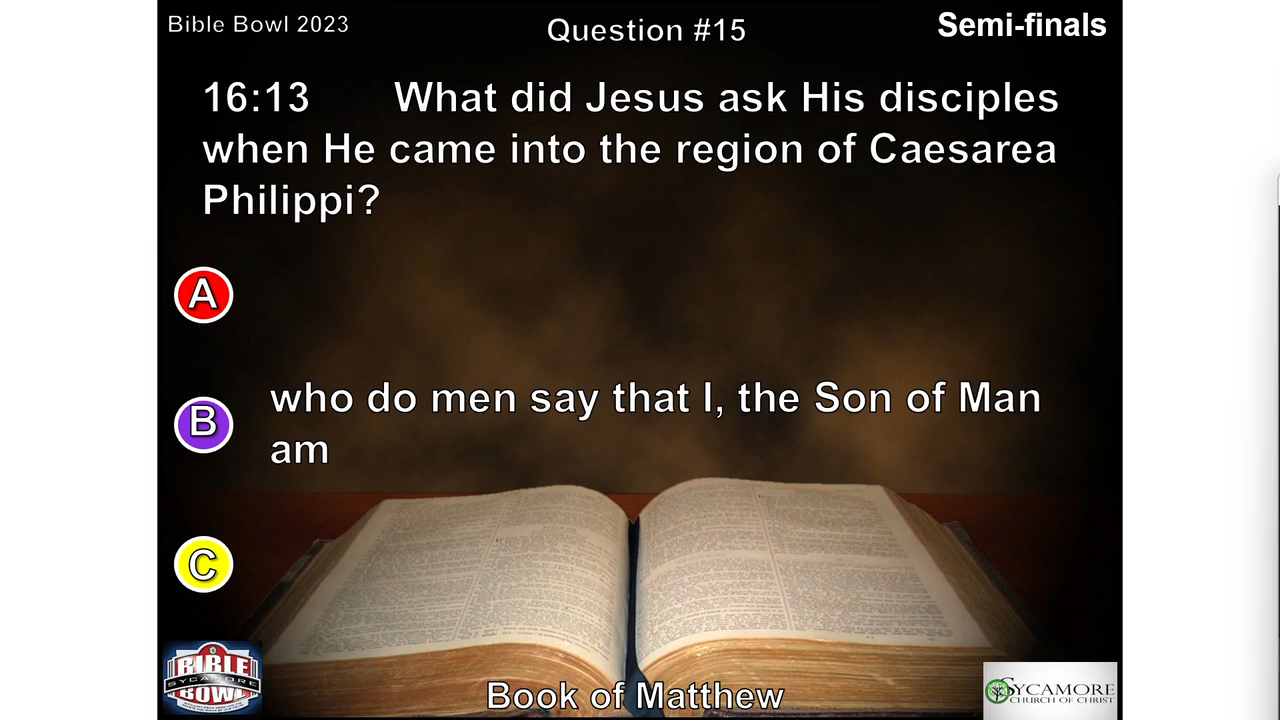 Bible Bowl 2023
Question #15
Semi-finals
16:13 What did Jesus ask His disciples
when He came into the region of Caesarea
Philippi?
A
B
who do men say that I, the Son of Man
am
C
BIBLE
SYCAMORE
BOWL
Book of Matthew
SYCAMORE
CHURCH OF CHRIST